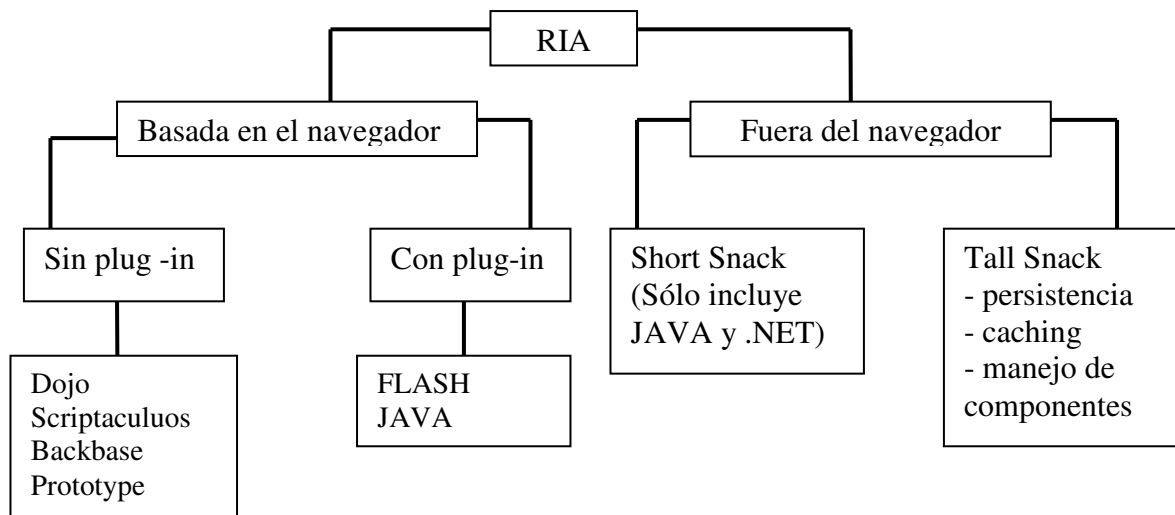 RIA
Basada en el navegador
Fuera del navegador
Sin plug -in
Con plug-in
Short Snack
(Sólo incluye
JAVA y .NET)
Tall Snack
- persistencia
- caching
- manejo de
componentes
Dojo
Scriptaculuos
Backbase
Prototype
FLASH
JAVA